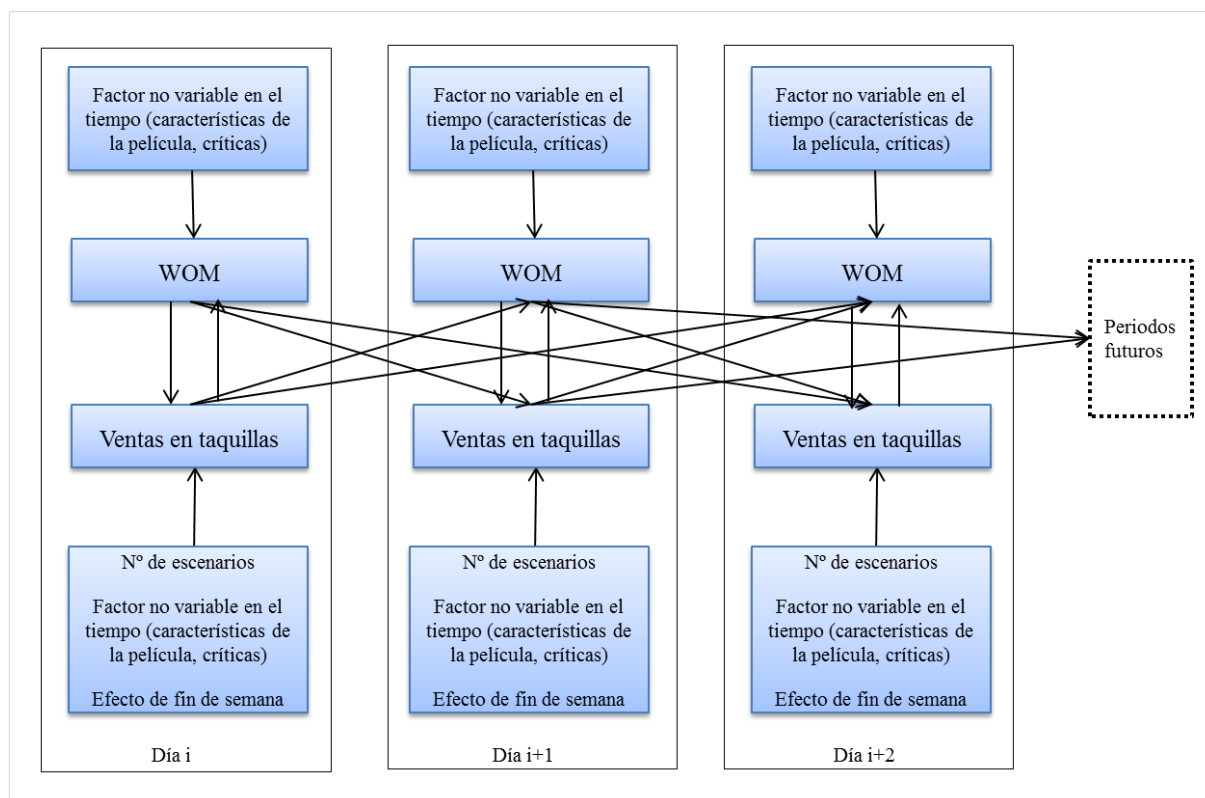 Factor no variable en el
tiempo (características de
la película, críticas)
WOM
Ventas en taquillas
Nº de escenarios
Factor no variable en el
tiempo (características de
la película, críticas)
Efecto de fin de semana
Día i
Factor no variable en el
tiempo (características de
la película, críticas)
WOM
Ventas en taquillas
Nº de escenarios
Factor no variable en el
tiempo (características de
la película, críticas)
Efecto de fin de semana
Día i+1
Factor no variable en el
tiempo (características de
la película, críticas)
WOM
Ventas en taquillas
Nº de escenarios
Factor no variable en el
tiempo (características de
la película, críticas)
Efecto de fin de semana
Día i+2
Periodos
futuros